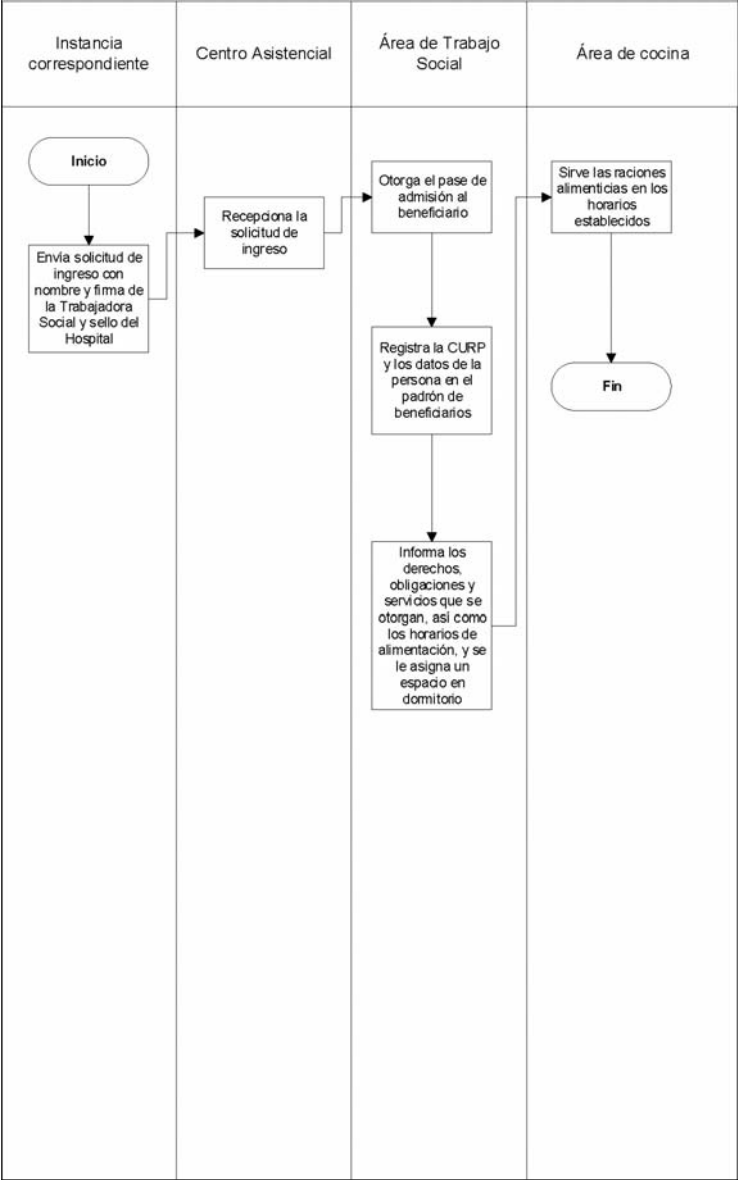 Instancia
correspondiente
Centro Asistencial
Área de Trabajo
Social
Área de cocina
Inicio
Envía solicitud de
ingreso con
nombre y firma de
la Trabajadora
Social y sello del
Hospital
Recepciona la
solicitud de
ingreso
Otorga el pase de
admisión al
beneficiario
Registra la CURP
y los datos de la
persona en el
padrón de
beneficiarios
Informa los
derechos,
obligaciones y
servicios que se
otorgan, así como
los horarios de
alimentación, y se
le asigna un
espacio en
dormitorio
Sirve las raciones
alimenticias en los
horarios
establecidos
Fin